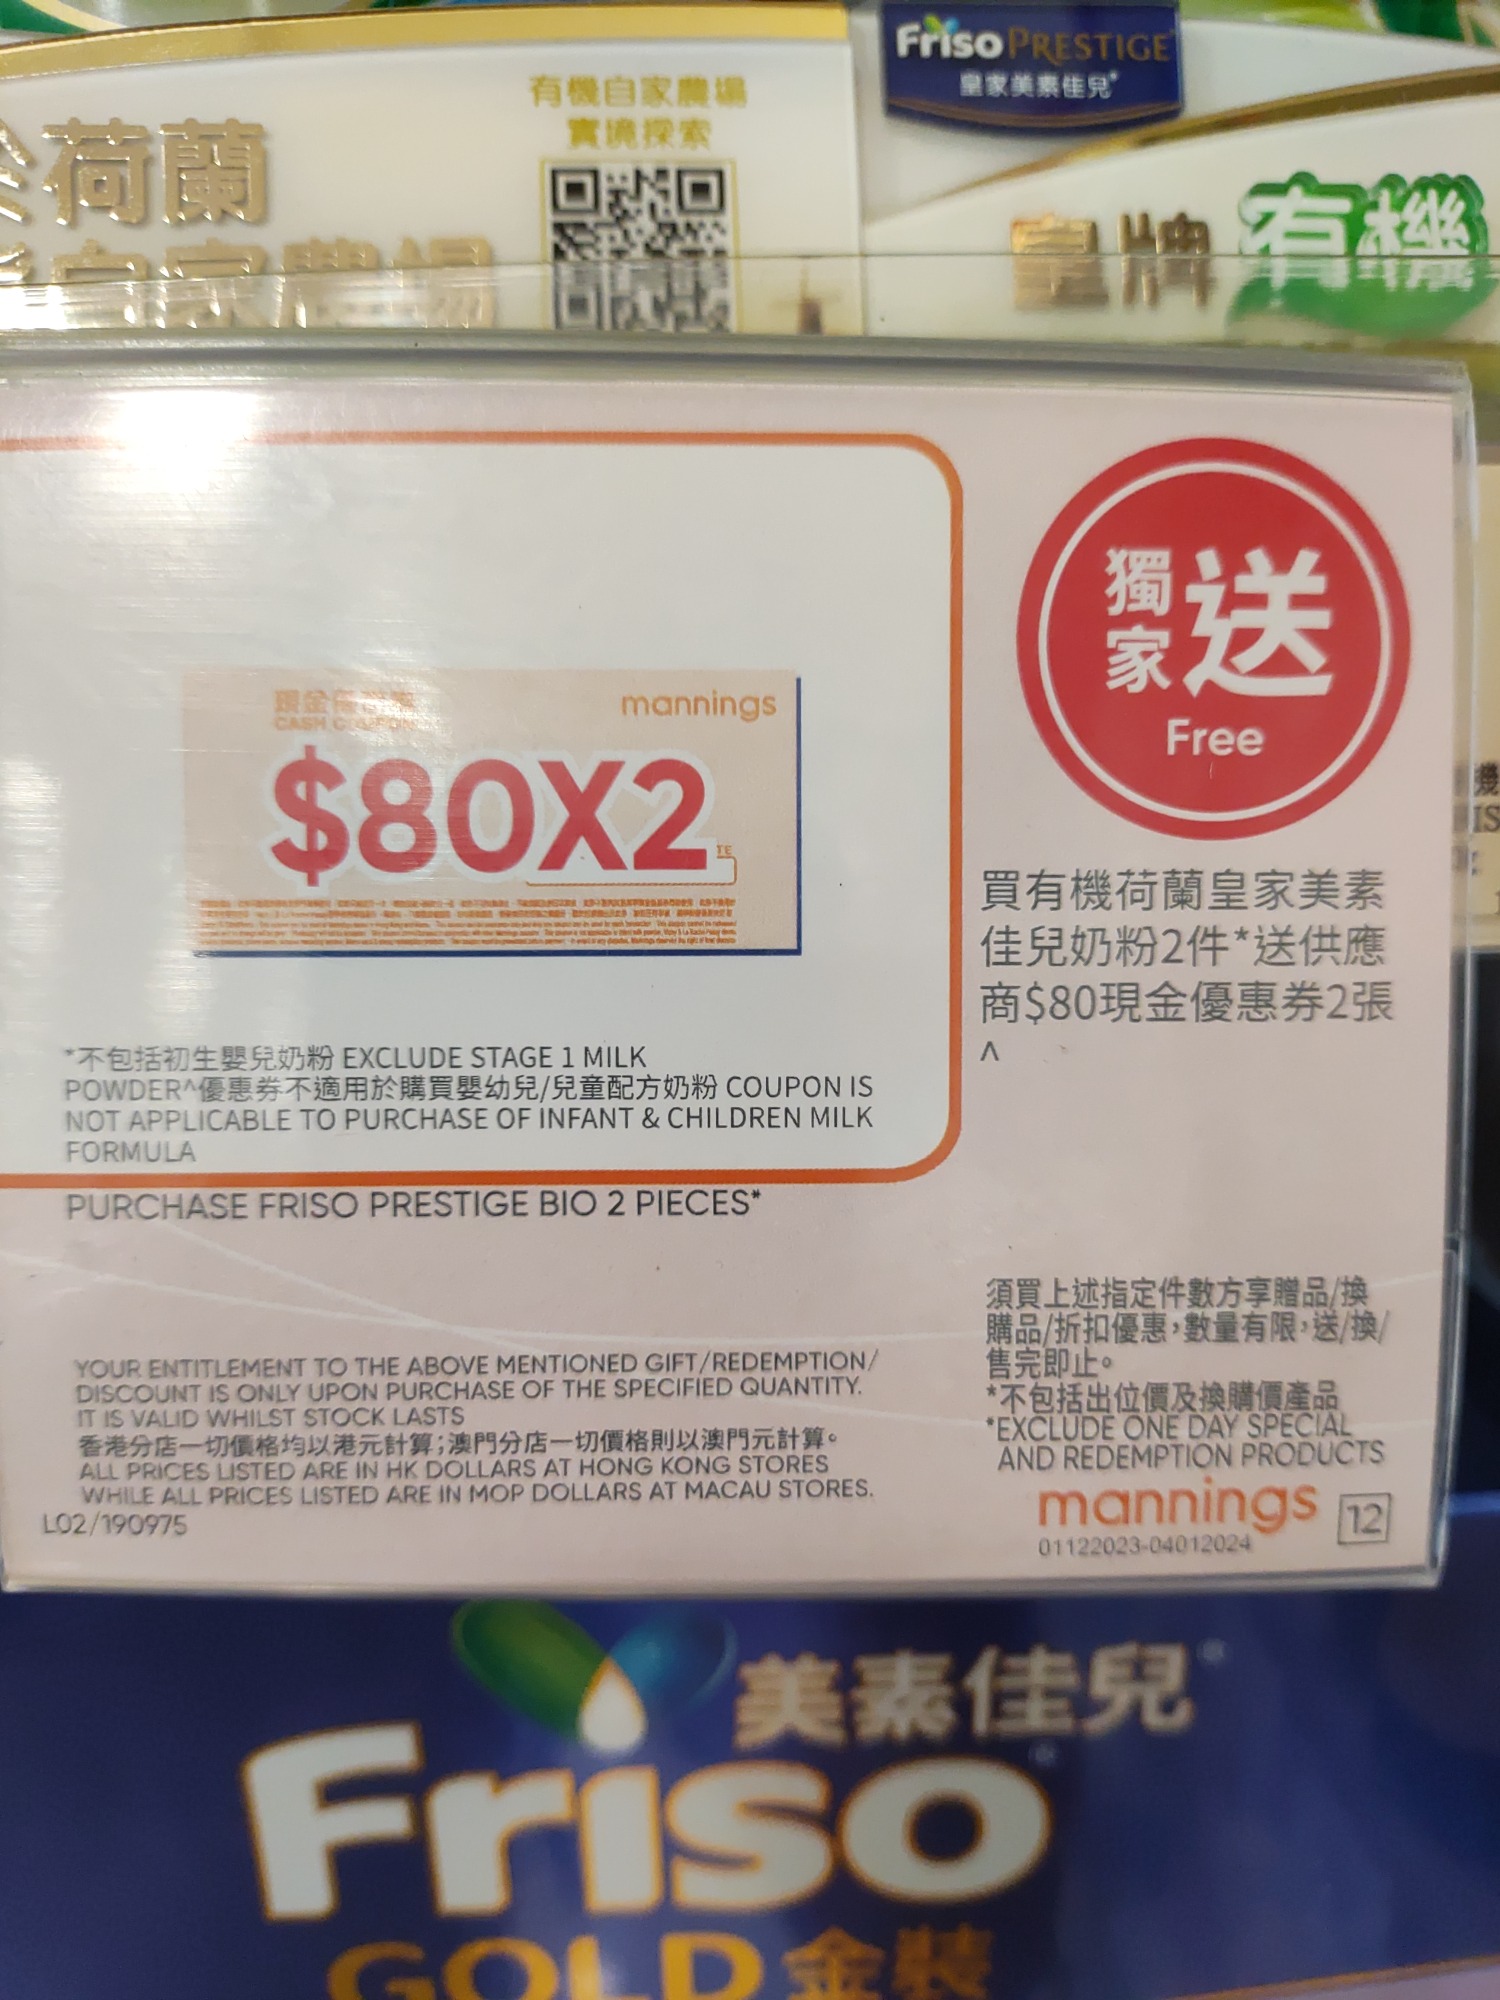 Friso PRESTIGE
皇家美素佳兒
有機自家農場
實境探索
荷蘭
自家農場
皇牌 有機
獨家送
Free
現金優惠券
CASH COUPON
mannings
$80X2
買有機荷蘭皇家美素
佳兒奶粉2件*送供應
商$80現金優惠券2張
^
*不包括初生嬰兒奶粉 EXCLUDE STAGE 1 MILK
POWDER^優惠券不適用於購買嬰幼兒/兒童配方奶粉 COUPON IS
NOT APPLICABLE TO PURCHASE OF INFANT & CHILDREN MILK
FORMULA
PURCHASE FRISO PRESTIGE BIO 2 PIECES*
須買上述指定件數方享贈品/換
購品/折扣優惠,數量有限,送/換/
售完即止。
*不包括出位價及換購價產品
*EXCLUDE ONE DAY SPECIAL
AND REDEMPTION PRODUCTS
YOUR ENTITLEMENT TO THE ABOVE MENTIONED GIFT/REDEMPTION/
DISCOUNT IS ONLY UPON PURCHASE OF THE SPECIFIED QUANTITY.
IT IS VALID WHILST STOCK LASTS
香港分店一切價格均以港元計算;澳門分店一切價格則以澳門元計算。
ALL PRICES LISTED ARE IN HK DOLLARS AT HONG KONG STORES
WHILE ALL PRICES LISTED ARE IN MOP DOLLARS AT MACAU STORES.
L02/190975
mannings 12
01122023-04012024
美素佳兒
Friso
GOLD 金裝